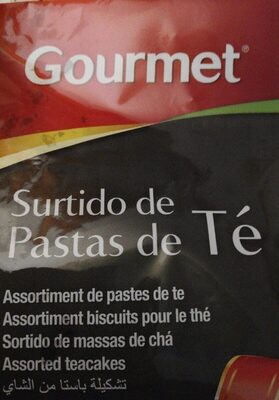 Gourmet®
Surtido de
Pastas de Té
Assortiment de pastes de te
Assortiment biscuits pour le thé
Sortido de massas de chá
Assorted teacakes
تشكيلة باستا من الشاي